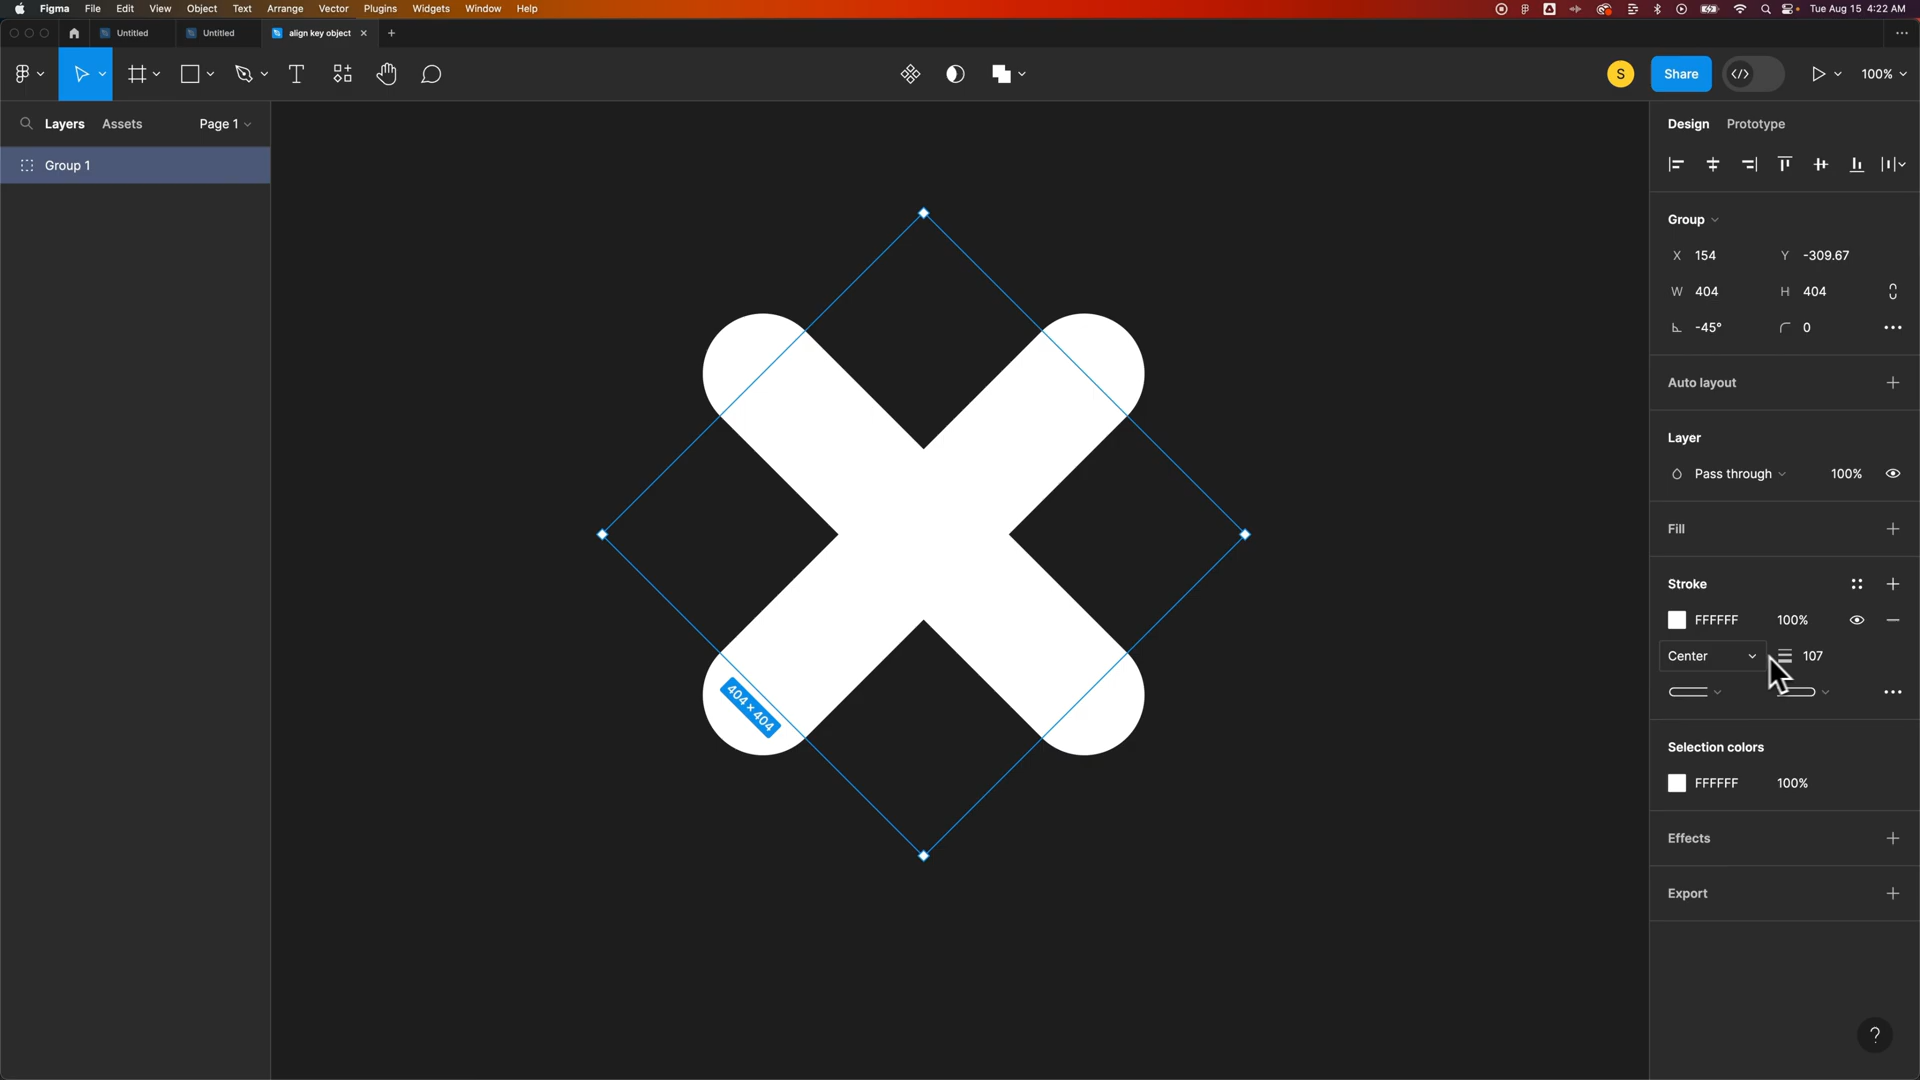 Figma File Edit View Object Text Arrange Vector Plugins Widgets Window Help Tue Aug 15 4:22 AM
Untitled Untitled align key object
S Share 100%
Layers Assets Page 1
Group 1
404 × 404
Design Prototype
Group
X 154 Y -309.67
W 404 H 404
-45° 0
Auto layout
Layer
Pass through 100%
Fill
Stroke
FFFFFF 100%
Center 107
Selection colors
FFFFFF 100%
Effects
Export
?